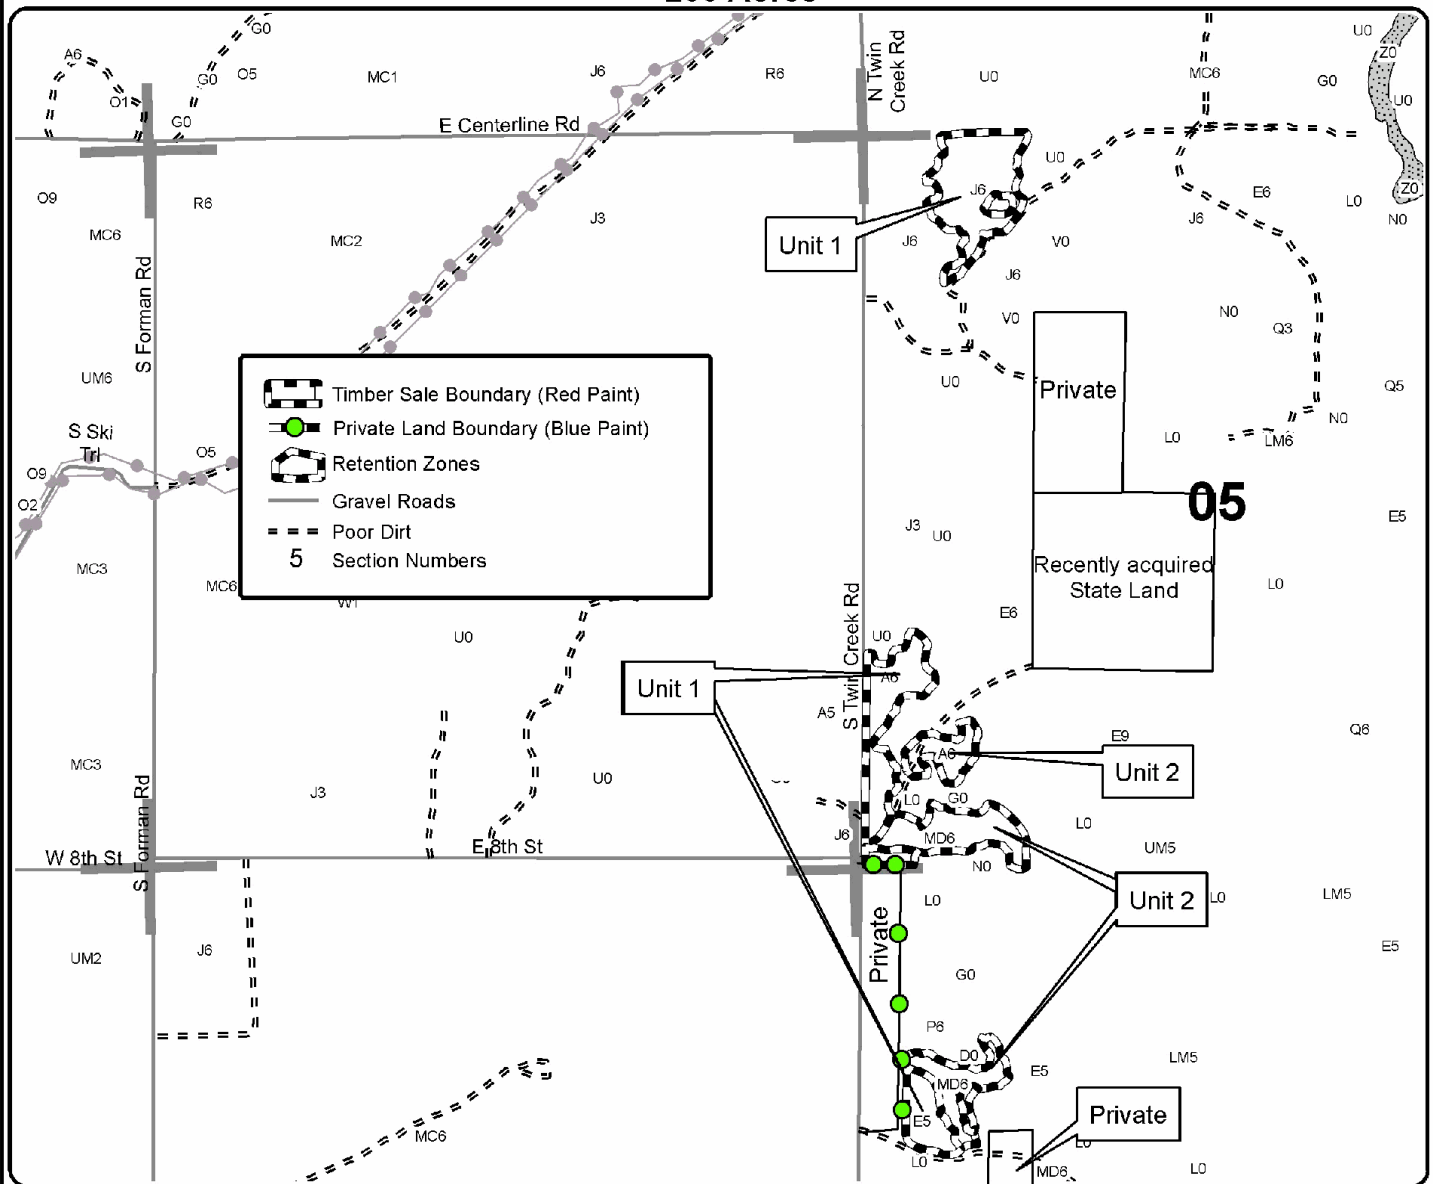 G0
U0
A6
G0
O5
MC1
J6
R6
N Twin
Creek Rd
U0
MC6
G0
Z0
O1
G0
E Centerline Rd
U0
U0
J6
Z0
O9
R6
J3
E6
L0
N0
MC6
MC2
Unit 1
J6
V0
J6
J6
S Forman Rd
V0
N0
Q3
UM6
U0
Private
Q5
Timber Sale Boundary (Red Paint)
Private Land Boundary (Blue Paint)
Retention Zones
Gravel Roads
Poor Dirt
5 Section Numbers
S Ski
Trl
O5
O9
O2
L0
LM6
N0
05
J3
U0
E5
MC3
MC6
W1
Recently acquired
State Land
L0
E6
U0
S Twin Creek Rd
U0
Unit 1
A6
A5
E9
Q6
A6
Unit 2
MC3
J3
U0
L0
G0
L0
J6
MD6
UM5
S Forman Rd
W 8th St
E 8th St
N0
Unit 2
L0
L0
LM5
Private
UM2
J6
E5
G0
P6
D0
E5
LM5
MD6
E5
Private
MC6
L0
L0
MD6
L0